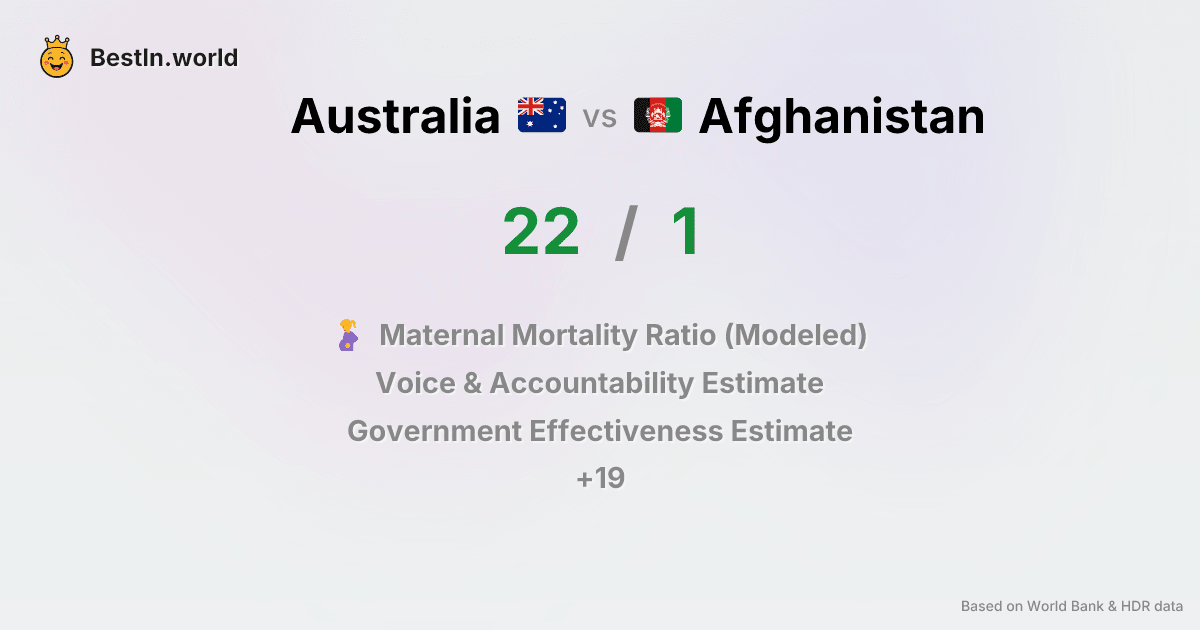 BestIn.world
Australia vs Afghanistan
22 / 1
Maternal Mortality Ratio (Modeled)
Voice & Accountability Estimate
Government Effectiveness Estimate
+19
Based on World Bank & HDR data